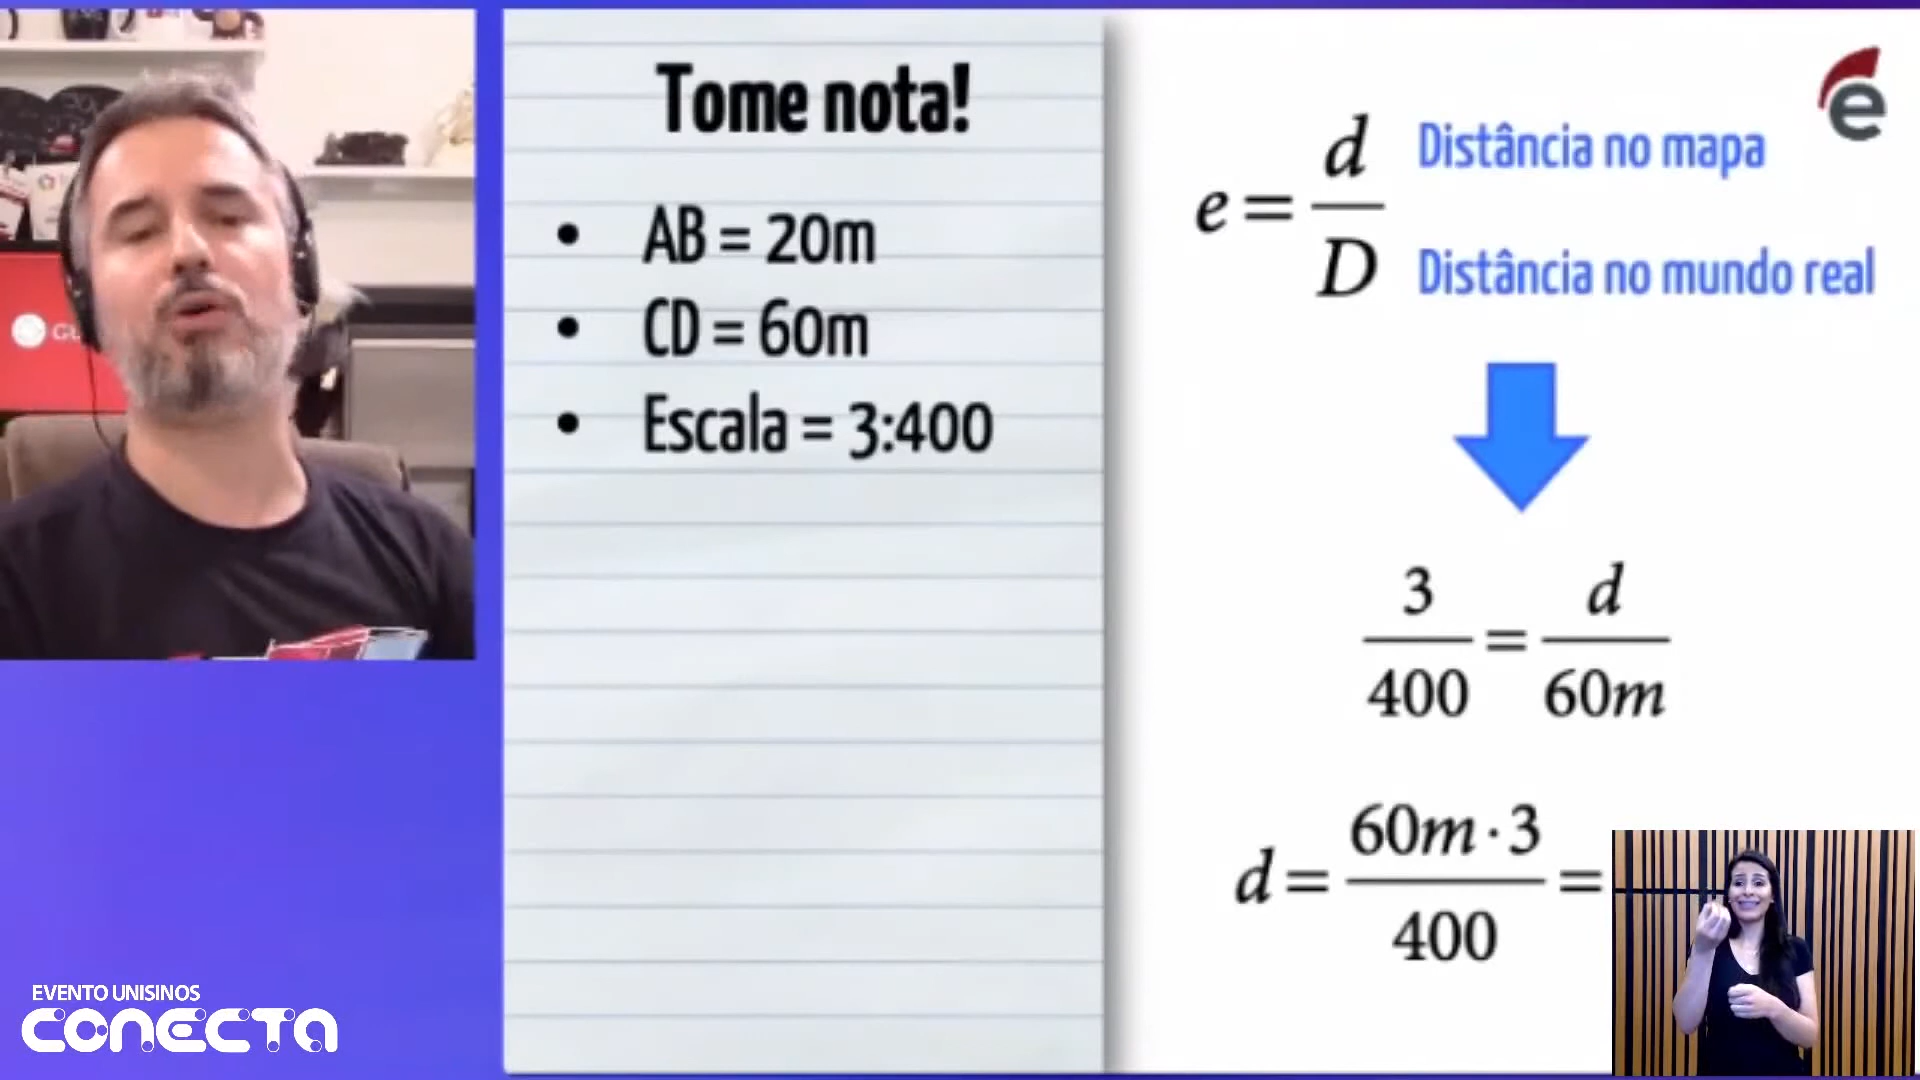 Tome nota!
• AB = 20m
• CD = 60m
• Escala = 3:400
e = d/D
Distância no mapa
Distância no mundo real
3/400 = d/60m
d = 60m · 3/400 =
e
EVENTO UNISINOS
CONECTA